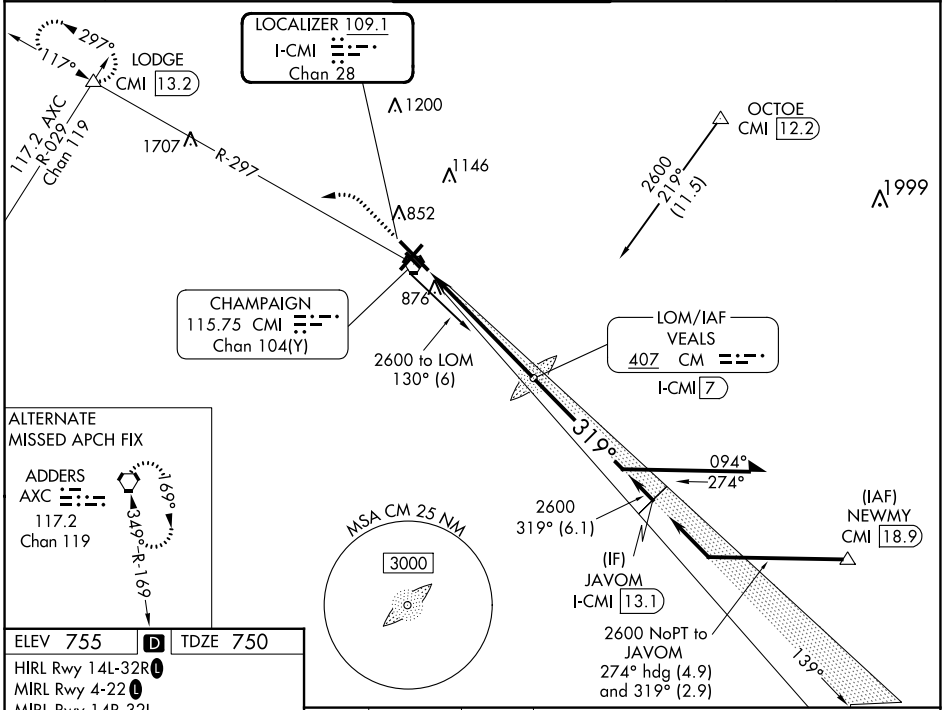 LOCALIZER 109.1
I-CMI
Chan 28
297°
117°
LODGE
CMI 13.2
117.2 AXC
R-029
Chan 119
1707
R-297
1200
1146
852
OCTOE
CMI 12.2
2600
219°
(11.5)
1999
CHAMPAIGN
115.75 CMI
Chan 104(Y)
876
2600 to LOM
130° (6)
LOM/IAF
VEALS
407 CM
I-CMI 7
319°
094°
274°
2600
319° (6.1)
(IF)
JAVOM
I-CMI 13.1
(IAF)
NEWMY
CMI 18.9
2600 NoPT to
JAVOM
274° hdg (4.9)
and 319° (2.9)
139°
ALTERNATE
MISSED APCH FIX
ADDERS
AXC
117.2
Chan 119
169°
349°
R-169
MSA CM 25 NM
3000
ELEV 755 D TDZE 750
HIRL Rwy 14L-32R L
MIRL Rwy 4-22 L
MIRL Rwy 14R-32L